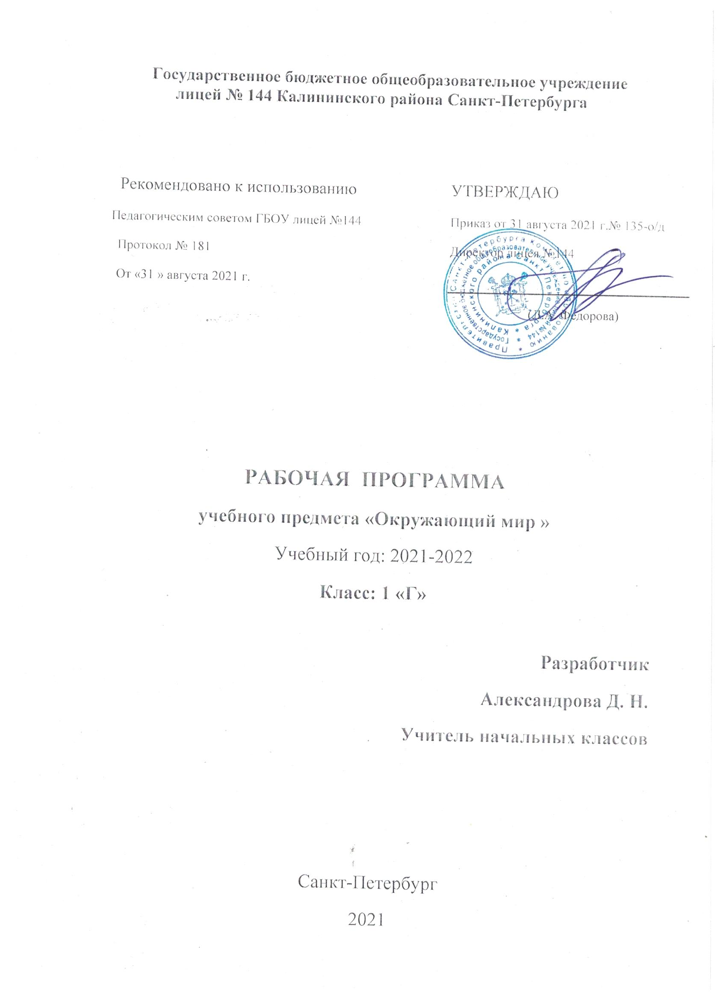 Государственное бюджетное общеобразовательное учреждение
лицей № 144 Калининского района Санкт-Петербурга
Рекомендовано к использованию
Педагогическим советом ГБОУ лицей №144
Протокол № 181
От «31 » августа 2021 г.
УТВЕРЖДАЮ
Приказ от 31 августа 2021 г.№ 135-о/д
Директор лицея №144
Федорова)
Правительство Санкт-Петербурга Комитет по образованию
Государственное бюджетное общеобразовательное учреждение лицей №144
Калининского района Санкт-Петербурга
РАБОЧАЯ ПРОГРАММА
учебного предмета «Окружающий мир »
Учебный год: 2021-2022
Класс: 1 «Г»
Разработчик
Александрова Д. Н.
Учитель начальных классов
Санкт-Петербург
2021